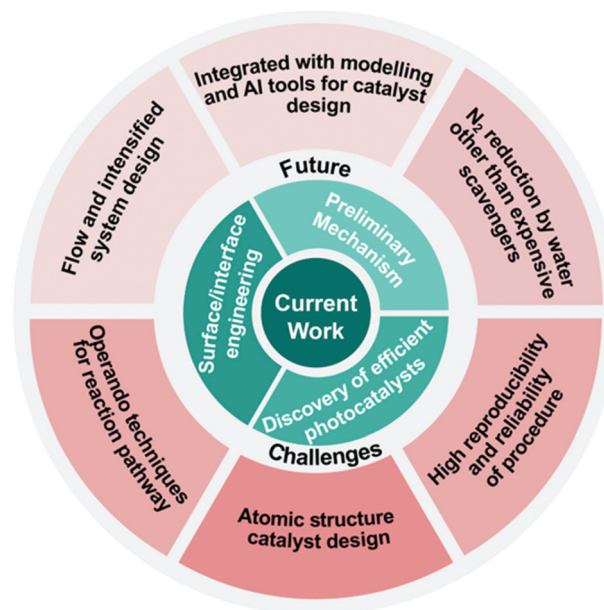 Integrated with modelling
and AI tools for catalyst
design
N₂ reduction by water
other than expensive
scavengers
High reproducibility
and reliability
of procedure
Atomic structure
catalyst design
Operando techniques
for reaction pathway
Flow and intensified
system design
Future
Preliminary
Mechanism
Discovery of efficient
photocatalysts
Surface/interface
engineering
Current
Work
Challenges